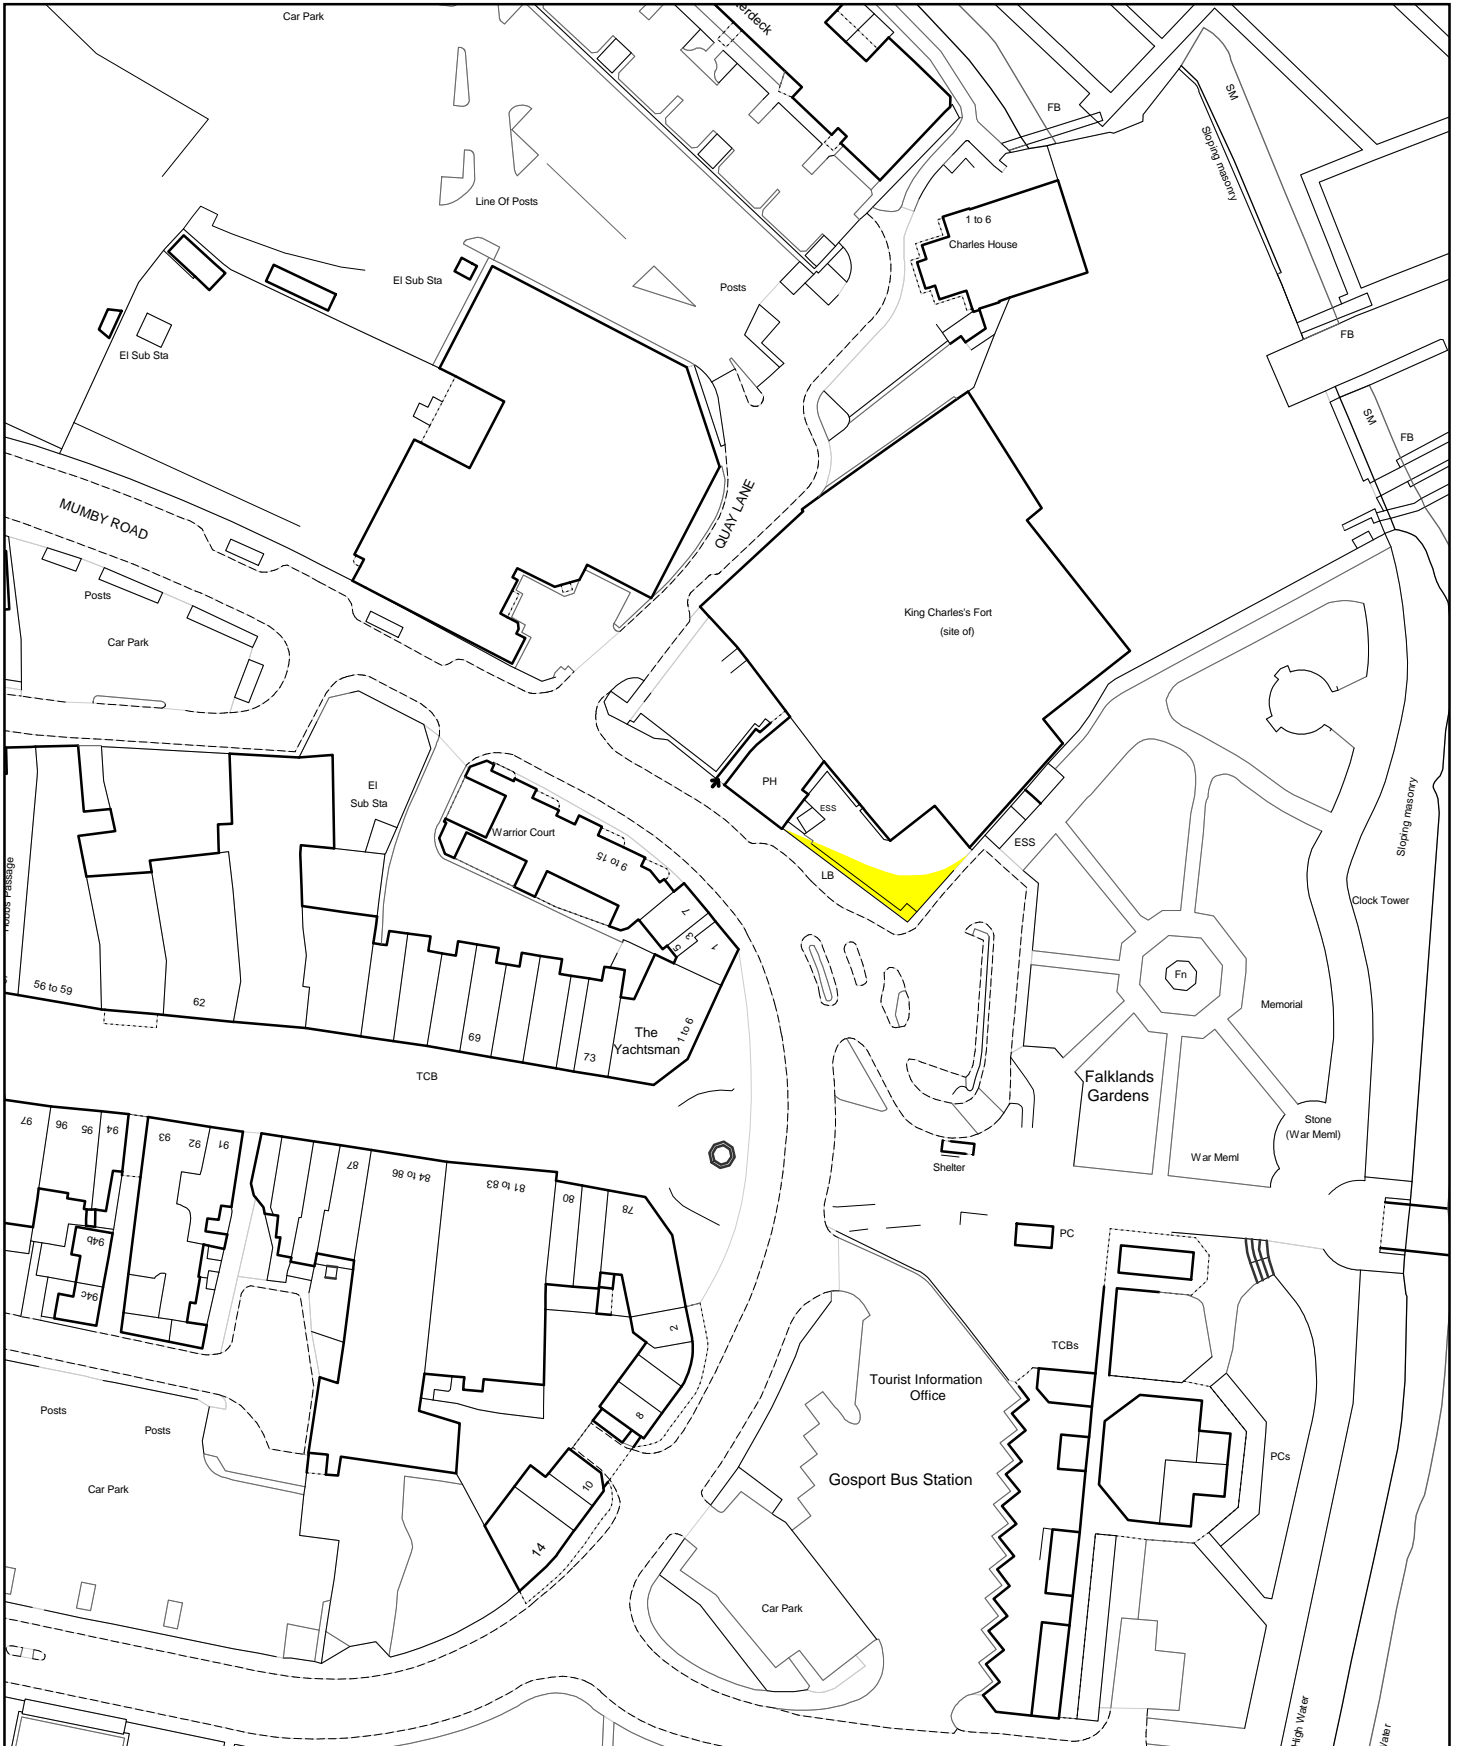 Car Park
FB
SM
Sloping masonry
Line Of Posts
1 to 6
Charles House
El Sub Sta
Posts
El Sub Sta
FB
SM
FB
MUMBY ROAD
QUAY LANE
Posts
Car Park
King Charles's Fort
(site of)
El
Sub Sta
PH
ESS
Warrior Court
9 to 15
ESS
LB
Sloping masonry
Clock Tower
7
3
5
1
Fn
56 to 59
62
69
73
The
Yachtsman
1 to 6
Memorial
TCB
Falklands
Gardens
Stone
(War Meml)
War Meml
Shelter
97
96
95
94
93
92
91
87
84 to 86
81 to 83
80
78
PC
94b
94c
2
TCBs
Tourist Information
Office
8
Posts
Posts
Car Park
10
14
Gosport Bus Station
PCs
Car Park
High Water